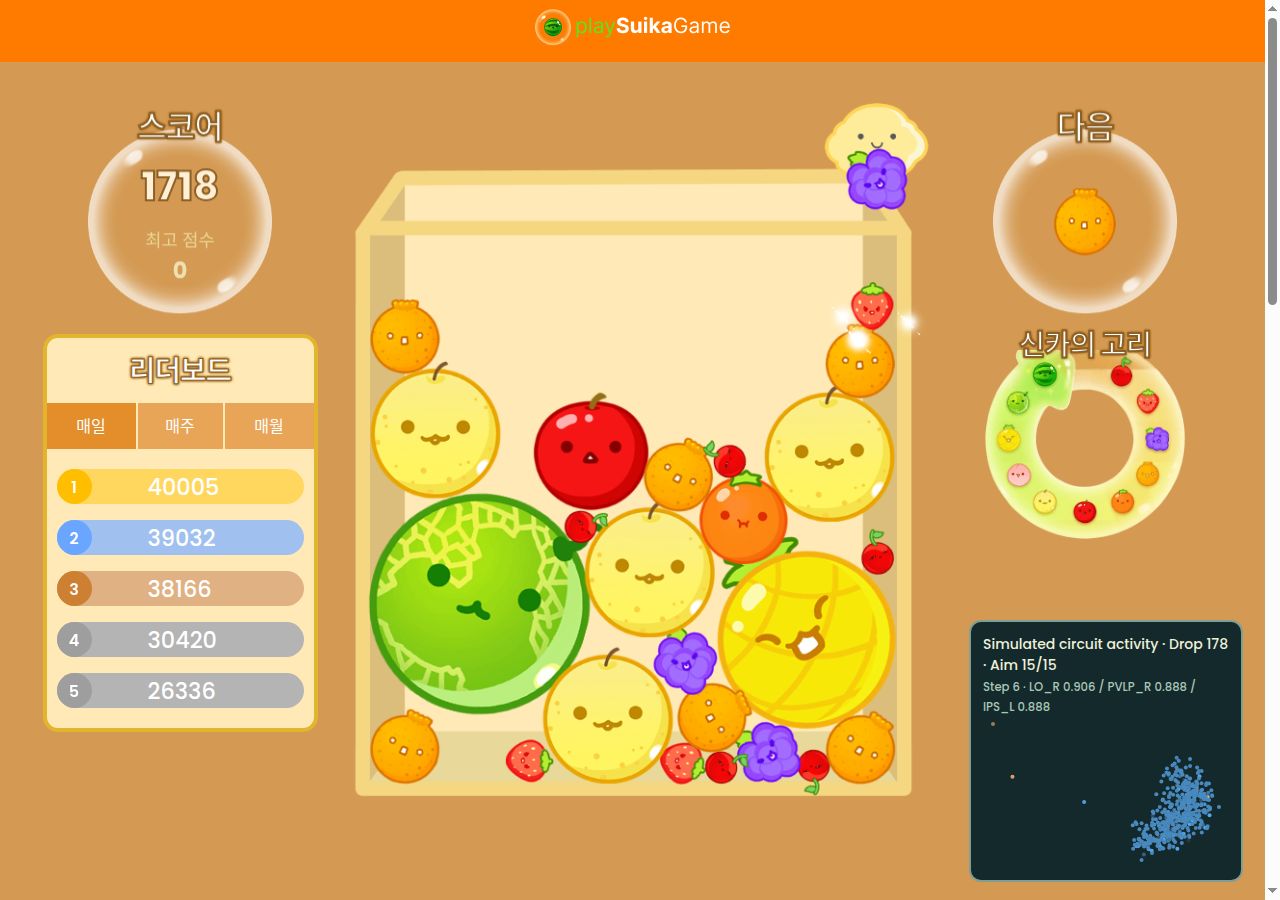 playSuikaGame
스코어
1718
최고 점수
0
다음
리더보드
매일 매주 매월
1 40005
2 39032
3 38166
4 30420
5 26336
신카의 고리
Simulated circuit activity · Drop 178
· Aim 15/15
Step 6 · LO_R 0.906 / PVLP_R 0.888 /
IPS_L 0.888